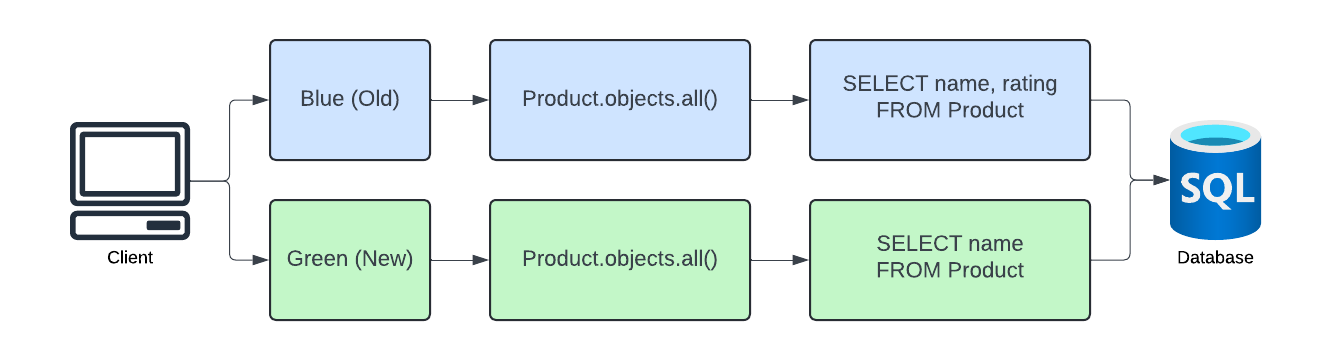 Client
Blue (Old)
Product.objects.all()
SELECT name, rating
FROM Product
Green (New)
Product.objects.all()
SELECT name
FROM Product
SQL
Database